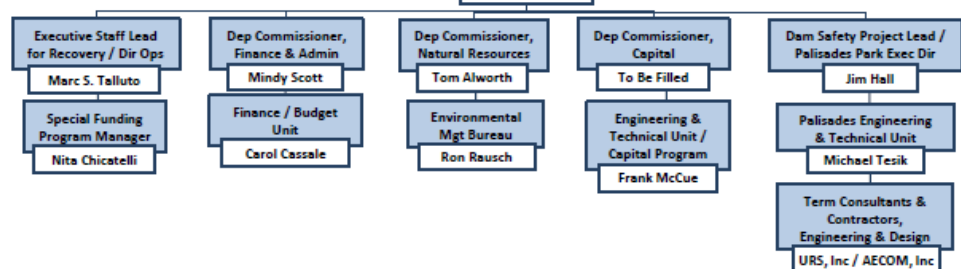 Executive Staff Lead
for Recovery / Dir Ops
Marc S. Talluto
Special Funding
Program Manager
Nita Chicatelli
Dep Commissioner,
Finance & Admin
Mindy Scott
Finance / Budget
Unit
Carol Cassale
Dep Commissioner,
Natural Resources
Tom Alworth
Environmental
Mgt Bureau
Ron Rausch
Dep Commissioner,
Capital
To Be Filled
Engineering &
Technical Unit /
Capital Program
Frank McCue
Dam Safety Project Lead /
Palisades Park Exec Dir
Jim Hall
Palisades Engineering
& Technical Unit
Michael Tesik
Term Consultants &
Contractors,
Engineering & Design
URS, Inc / AECOM, Inc